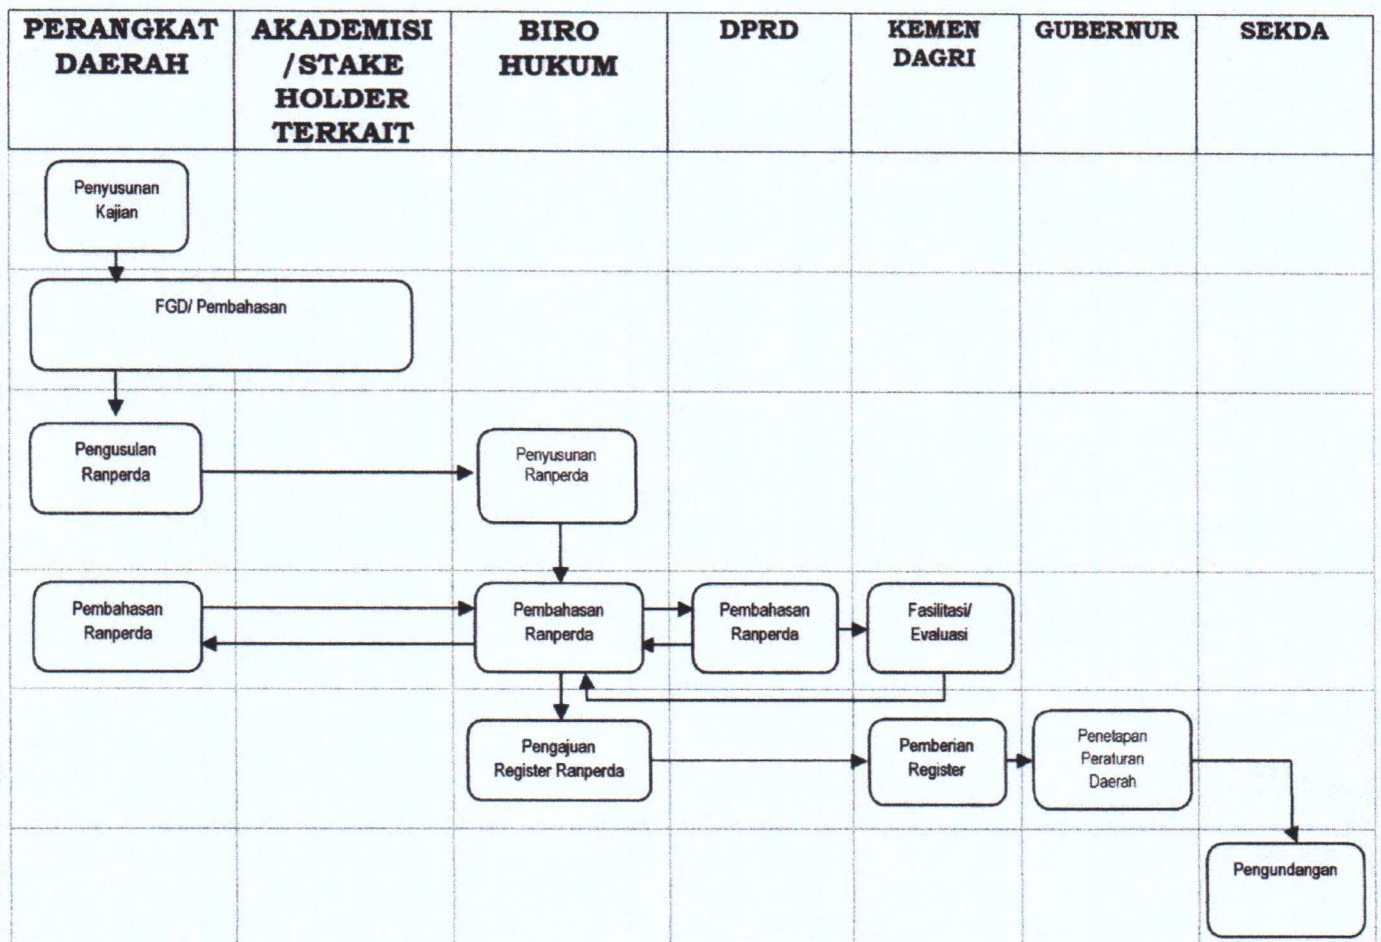 PERANGKAT
DAERAH
AKADEMISI
/STAKE
HOLDER
TERKAIT
BIRO
HUKUM
DPRD
KEMEN
DAGRI
GUBERNUR
SEKDA
Penyusunan
Kajian
FGD/ Pembahasan
Pengusulan
Ranperda
Penyusunan
Ranperda
Pembahasan
Ranperda
Pembahasan
Ranperda
Pembahasan
Ranperda
Fasilitasi/
Evaluasi
Pengajuan
Register Ranperda
Pemberian
Register
Penetapan
Peraturan
Daerah
Pengundangan